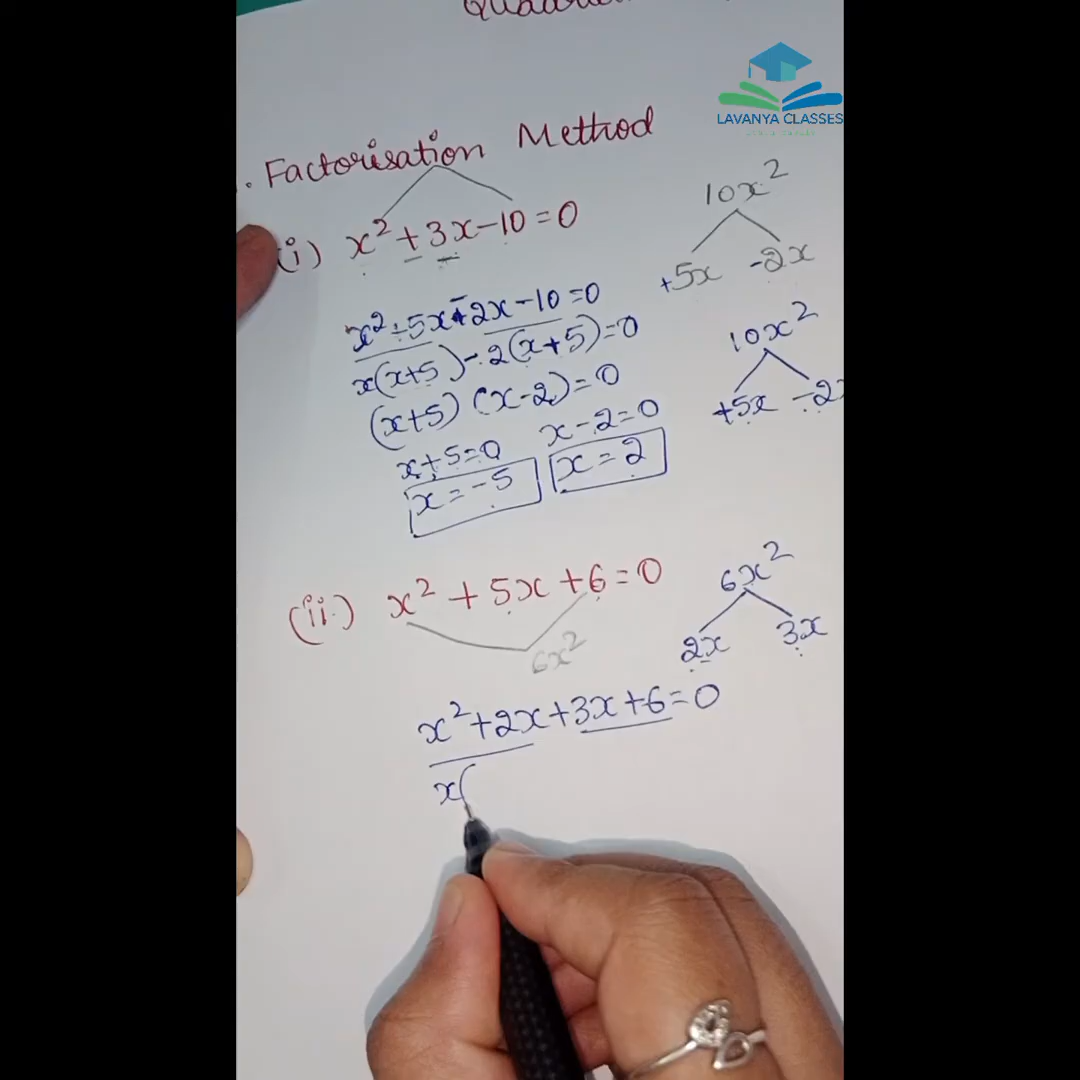 LAVANYA CLASSES
. Factorisation Method
(i) x² + 3x - 10 = 0
10x²
+5x -2x
x² + 5x - 2x - 10 = 0
x(x+5) - 2(x+5) = 0
(x+5) (x-2) = 0
x+5=0 x-2=0
x = -5 x = 2
10x²
+5x -2x
(ii) x² + 5x + 6 = 0
6x²
6x²
2x 3x
x² + 2x + 3x + 6 = 0
x(